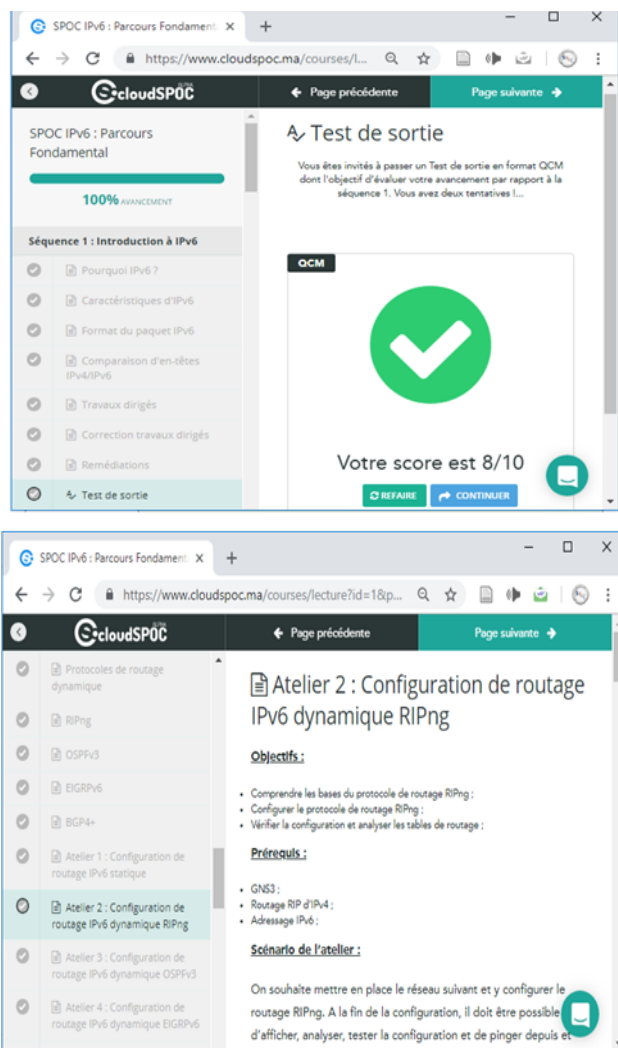 SPOC IPv6 : Parcours Fondament
https://www.cloudspoc.ma/courses/l...
cloudSPOC
ALPHA
Page précédente
Page suivante
SPOC IPv6 : Parcours
Fondamental
100% AVANCEMENT
Séquence 1 : Introduction à IPv6
Pourquoi IPv6 ?
Caractéristiques d'IPv6
Format du paquet IPv6
Comparaison d'en-têtes
IPv4/IPv6
Travaux dirigés
Correction travaux dirigés
Remédiations
Test de sortie
Test de sortie
Vous êtes invités à passer un Test de sortie en format QCM
dont l'objectif d'évaluer votre avancement par rapport à la
séquence 1. Vous avez deux tentatives !...
QCM
Votre score est 8/10
REFAIRE
CONTINUER
SPOC IPv6 : Parcours Fondament
https://www.cloudspoc.ma/courses/lecture?id=1&p...
cloudSPOC
ALPHA
Page précédente
Page suivante
Protocoles de routage
dynamique
RIPng
OSPFv3
EIGRPv6
BGP4+
Atelier 1 : Configuration de
routage IPv6 statique
Atelier 2 : Configuration de
routage IPv6 dynamique RIPng
Atelier 3 : Configuration de
routage IPv6 dynamique OSPFv3
Atelier 4 : Configuration de
routage IPv6 dynamique EIGRPv6
Atelier 2 : Configuration de routage
IPv6 dynamique RIPng
Objectifs :
• Comprendre les bases du protocole de routage RIPng ;
• Configurer le protocole de routage RIPng ;
• Vérifier la configuration et analyser les tables de routage ;
Prérequis :
• GNS3 ;
• Routage RIP d'IPv4 ;
• Adressage IPv6 ;
Scénario de l'atelier :
On souhaite mettre en place le réseau suivant et y configurer le
routage RIPng. A la fin de la configuration, il doit être possible
d'afficher, analyser, tester la configuration et de pinger depuis et